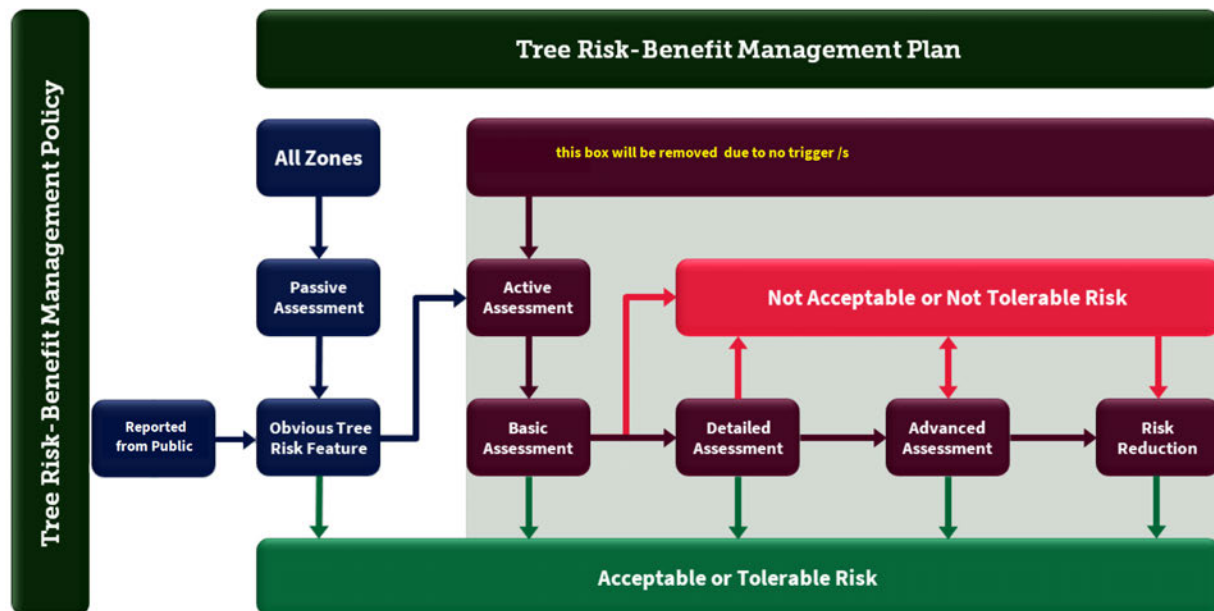 Tree Risk-Benefit Management Policy
Tree Risk-Benefit Management Plan
All Zones
this box will be removed due to no trigger /s
Passive
Assessment
Active
Assessment
Not Acceptable or Not Tolerable Risk
Reported
from Public
Obvious Tree
Risk Feature
Basic
Assessment
Detailed
Assessment
Advanced
Assessment
Risk
Reduction
Acceptable or Tolerable Risk